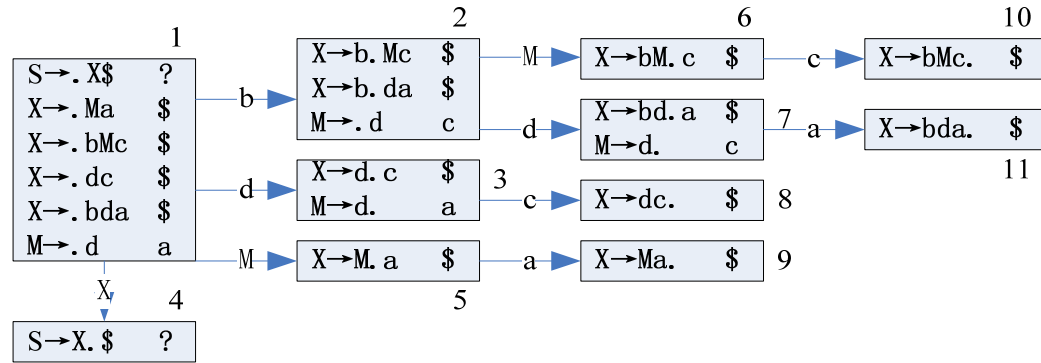 1
S→.X$ ?
X→.Ma $
X→.bMc $
X→.dc $
X→.bda $
M→.d a
b
d
M
X
2
X→b.Mc $
X→b.da $
M→.d c
M
d
6
X→bM.c $
c
10
X→bMc. $
X→bd.a $
M→d. c
7
a
X→bda. $
11
X→d.c $
M→d. a
3
c
X→dc. $
8
X→M.a $
5
a
X→Ma. $
9
4
S→X.$ ?